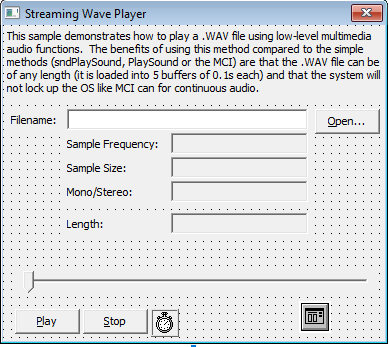 Streaming Wave Player
This sample demonstrates how to play a .WAV file using low-level multimedia
audio functions. The benefits of using this method compared to the simple
methods (sndPlaySound, PlaySound or the MCI) are that the .WAV file can be
of any length (it is loaded into 5 buffers of 0.1s each) and that the system will
not lock up the OS like MCI can for continuous audio.
Filename:
Open...
Sample Frequency:
Sample Size:
Mono/Stereo:
Length:
Play Stop